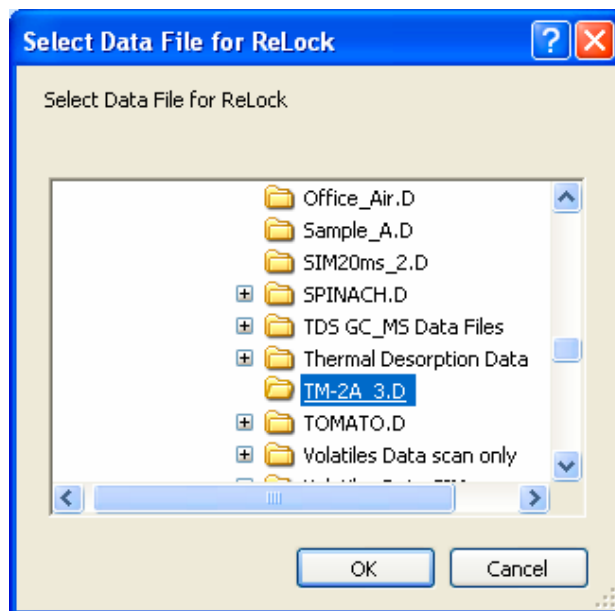 Select Data File for ReLock
Select Data File for ReLock
Office_Air.D
Sample_A.D
SIM20ms_2.D
SPINACH.D
TDS GC_MS Data Files
Thermal Desorption Data
TM-2A_3.D
TOMATO.D
Volatiles Data scan only
OK
Cancel